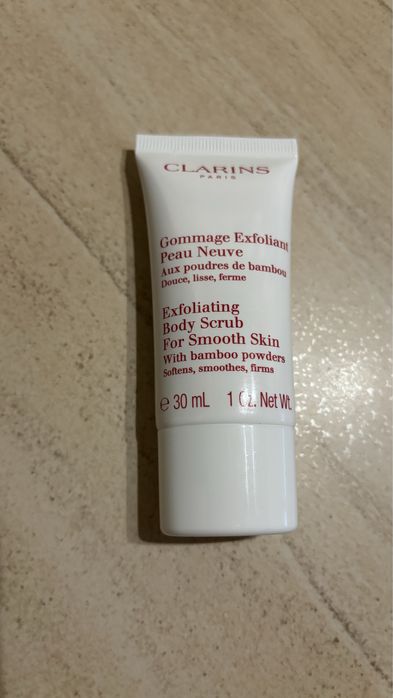 CLARINS
PARIS
Gommage Exfoliant
Peau Neuve
Aux poudres de bambou
Douce, lisse, ferme
Exfoliating
Body Scrub
For Smooth Skin
With bamboo powders
Softens, smoothes, firms
℮ 30 mL 1 Oz. Net Wt.